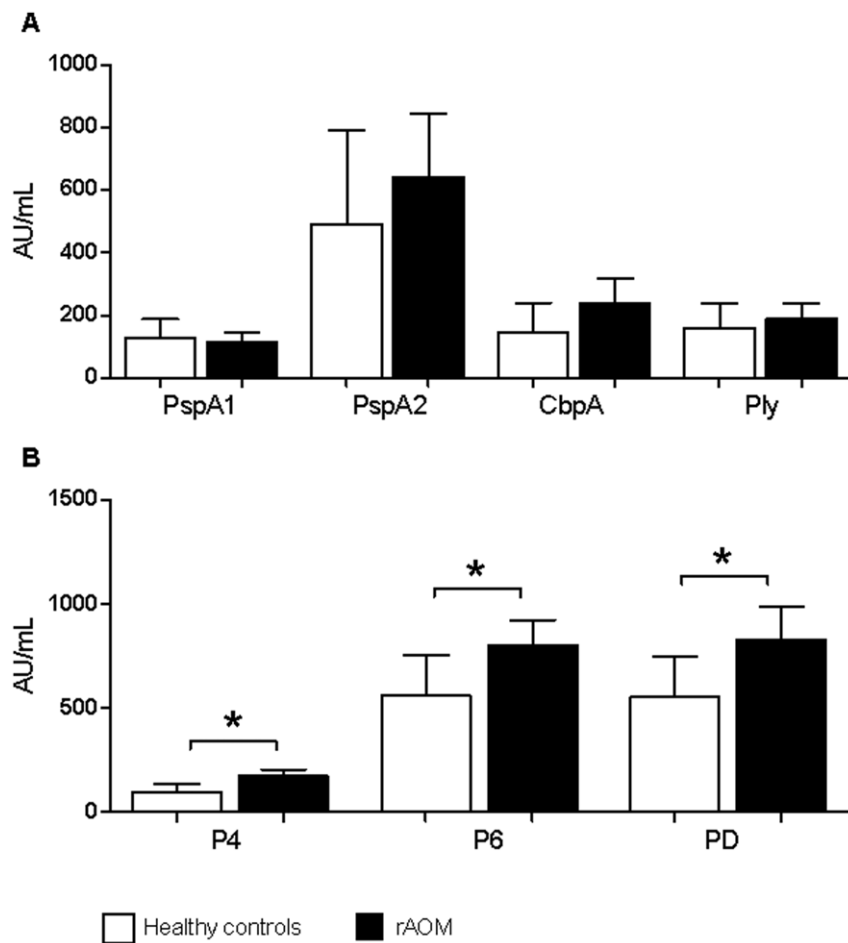 A
1000
800
600
400
200
0
AU/mL
PspA1 PspA2 CbpA Ply
B
1500
1000
500
0
AU/mL
* * *
P4 P6 PD
Healthy controls rAOM